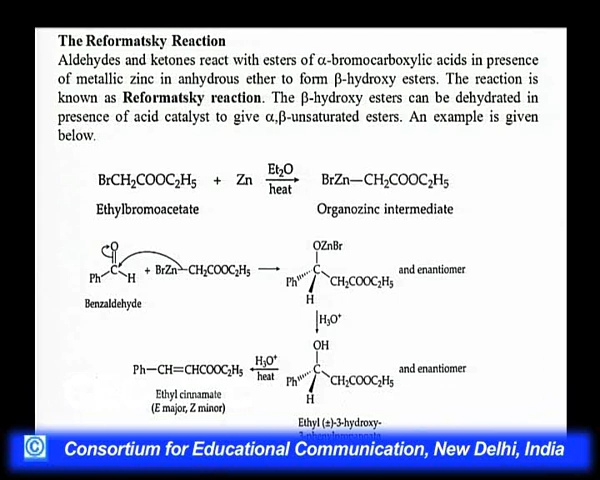 The Reformatsky Reaction
Aldehydes and ketones react with esters of α-bromocarboxylic acids in presence
of metallic zinc in anhydrous ether to form β-hydroxy esters. The reaction is
known as Reformatsky reaction. The β-hydroxy esters can be dehydrated in
presence of acid catalyst to give α,β-unsaturated esters. An example is given
below.
BrCH₂COOC₂H₅ + Zn Et₂O heat BrZn—CH₂COOC₂H₅
Ethylbromoacetate Organozinc intermediate
OZnBr
O
Ph C H + BrZn—CH₂COOC₂H₅ Ph C CH₂COOC₂H₅ and enantiomer
H
Benzaldehyde
H₃O⁺
OH
Ph—CH=CHCOOC₂H₅ H₃O⁺ heat Ph C CH₂COOC₂H₅ and enantiomer
H
Ethyl cinnamate
(E major, Z minor)
Ethyl (±)-3-hydroxy-
© Consortium for Educational Communication, New Delhi, India